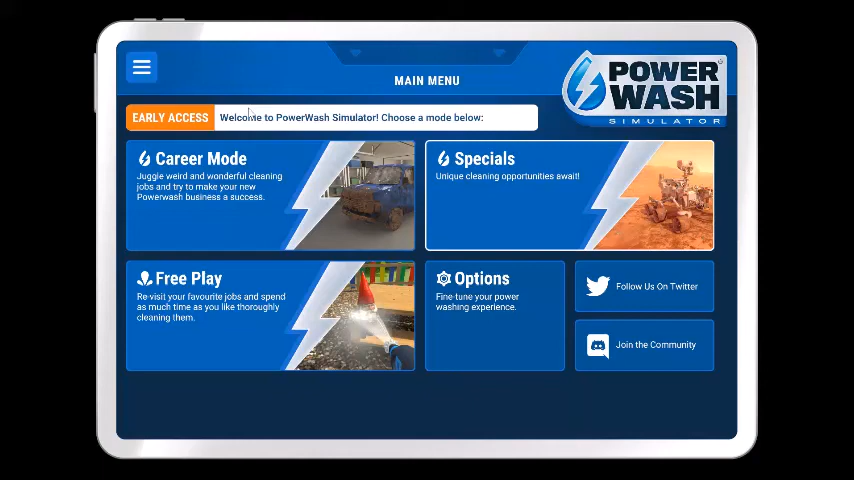 MAIN MENU
POWER
WASH
SIMULATOR
EARLY ACCESS Welcome to PowerWash Simulator! Choose a mode below:
Career Mode
Juggle weird and wonderful cleaning
jobs and try to make your new
Powerwash business a success.
Specials
Unique cleaning opportunities await!
Free Play
Re-visit your favourite jobs and spend
as much time as you like thoroughly
cleaning them.
Options
Fine-tune your power
washing experience.
Follow Us On Twitter
Join the Community